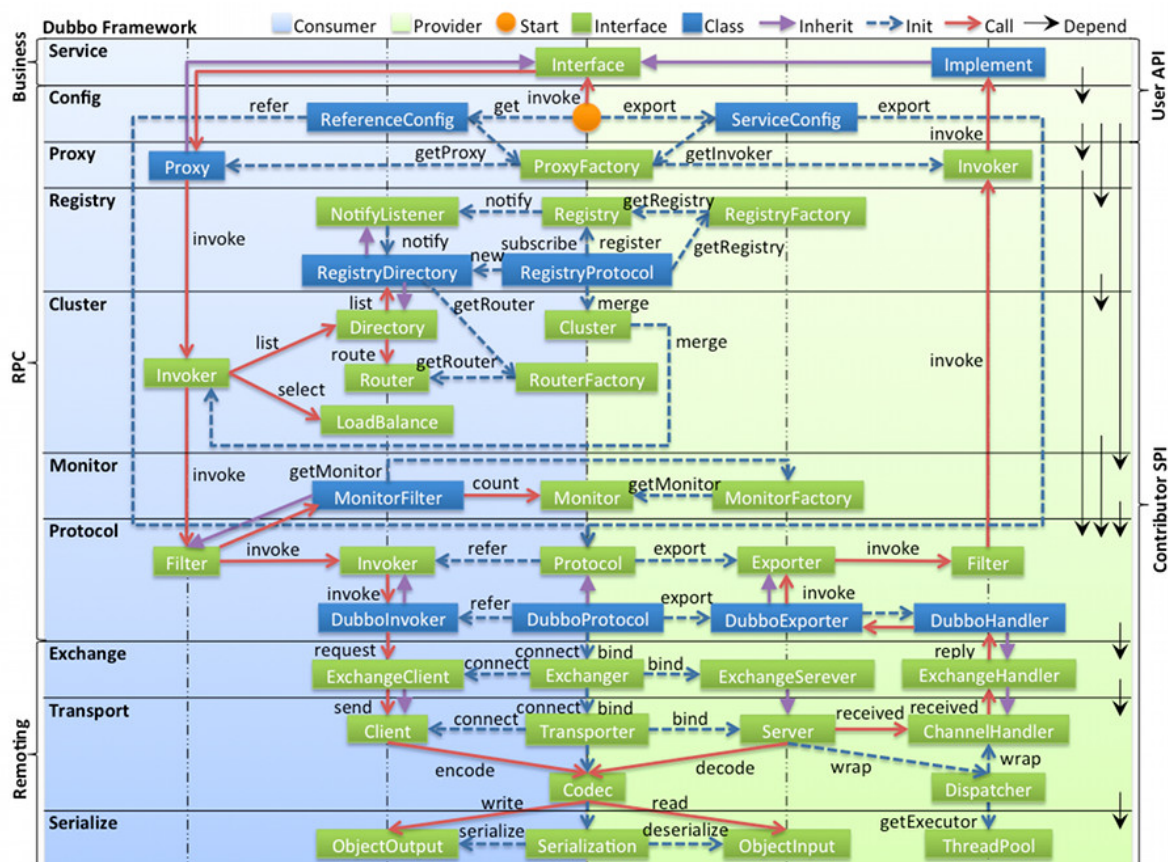 Dubbo Framework
Consumer
Provider
Start
Interface
Class
Inherit
Init
Call
Depend
Business
RPC
Remoting
User API
Contributor SPI
Service
Interface
Implement
Config
refer
ReferenceConfig
get
invoke
export
ServiceConfig
export
invoke
Proxy
Proxy
getProxy
ProxyFactory
getInvoker
Invoker
Registry
NotifyListener
notify
Registry
getRegistry
RegistryFactory
invoke
notify
subscribe
register
getRegistry
RegistryDirectory
new
RegistryProtocol
Cluster
list
getRouter
merge
Directory
Cluster
list
merge
route
getRouter
invoke
Invoker
Router
RouterFactory
select
LoadBalance
Monitor
invoke
getMonitor
MonitorFilter
count
Monitor
getMonitor
MonitorFactory
Protocol
Filter
invoke
Invoker
refer
Protocol
export
Exporter
invoke
Filter
invoke
refer
export
invoke
DubboInvoker
DubboProtocol
DubboExporter
DubboHandler
Exchange
request
connect
bind
reply
ExchangeClient
connect
Exchanger
bind
ExchangeSerever
ExchangeHandler
Transport
send
connect
bind
received
received
Client
connect
Transporter
bind
Server
ChannelHandler
encode
decode
wrap
wrap
Codec
Dispatcher
write
read
Serialize
serialize
deserialize
getExecutor
ObjectOutput
Serialization
ObjectInput
ThreadPool